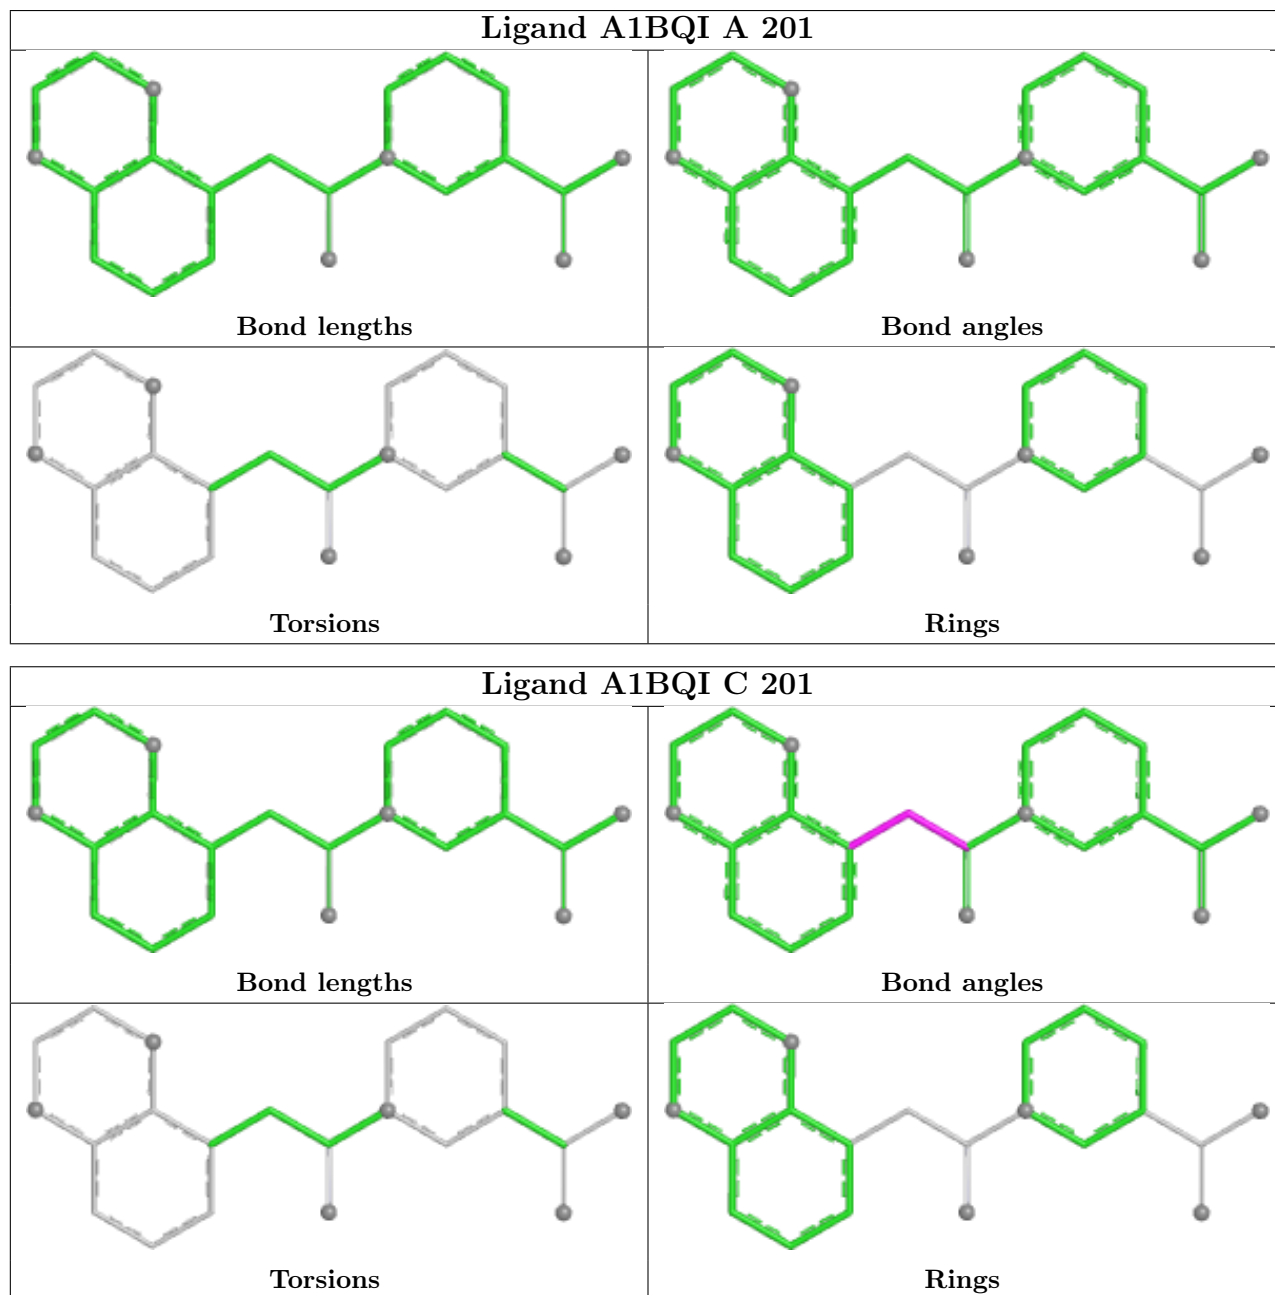 Ligand A1BQI A 201
Bond lengths
Bond angles
Torsions
Rings
Ligand A1BQI C 201
Bond lengths
Bond angles
Torsions
Rings